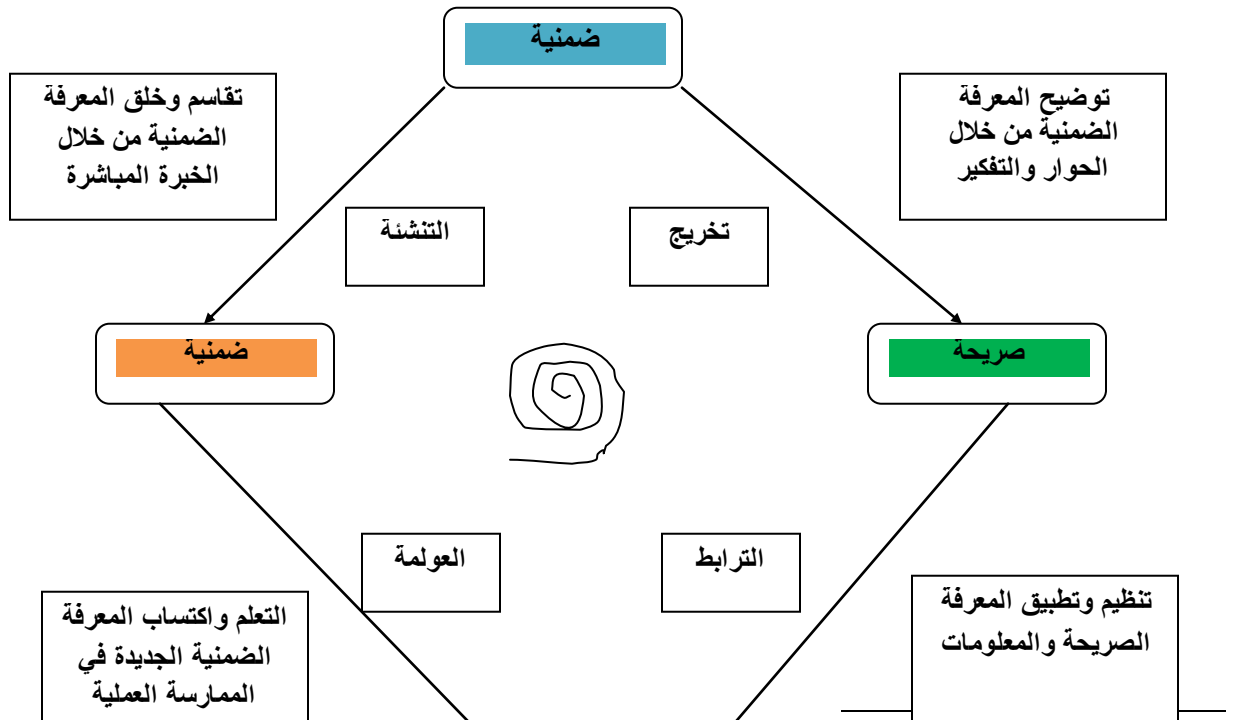 ضمنية
توضيح المعرفة
الضمنية من خلال
الحوار والتفكير
تقاسم وخلق المعرفة
الضمنية من خلال
الخبرة المباشرة
تخريج
التنشئة
صريحة
ضمنية
الترابط
العولمة
تنظيم وتطبيق المعرفة
الصريحة والمعلومات
التعلم واكتساب المعرفة
الضمنية الجديدة في
الممارسة العملية